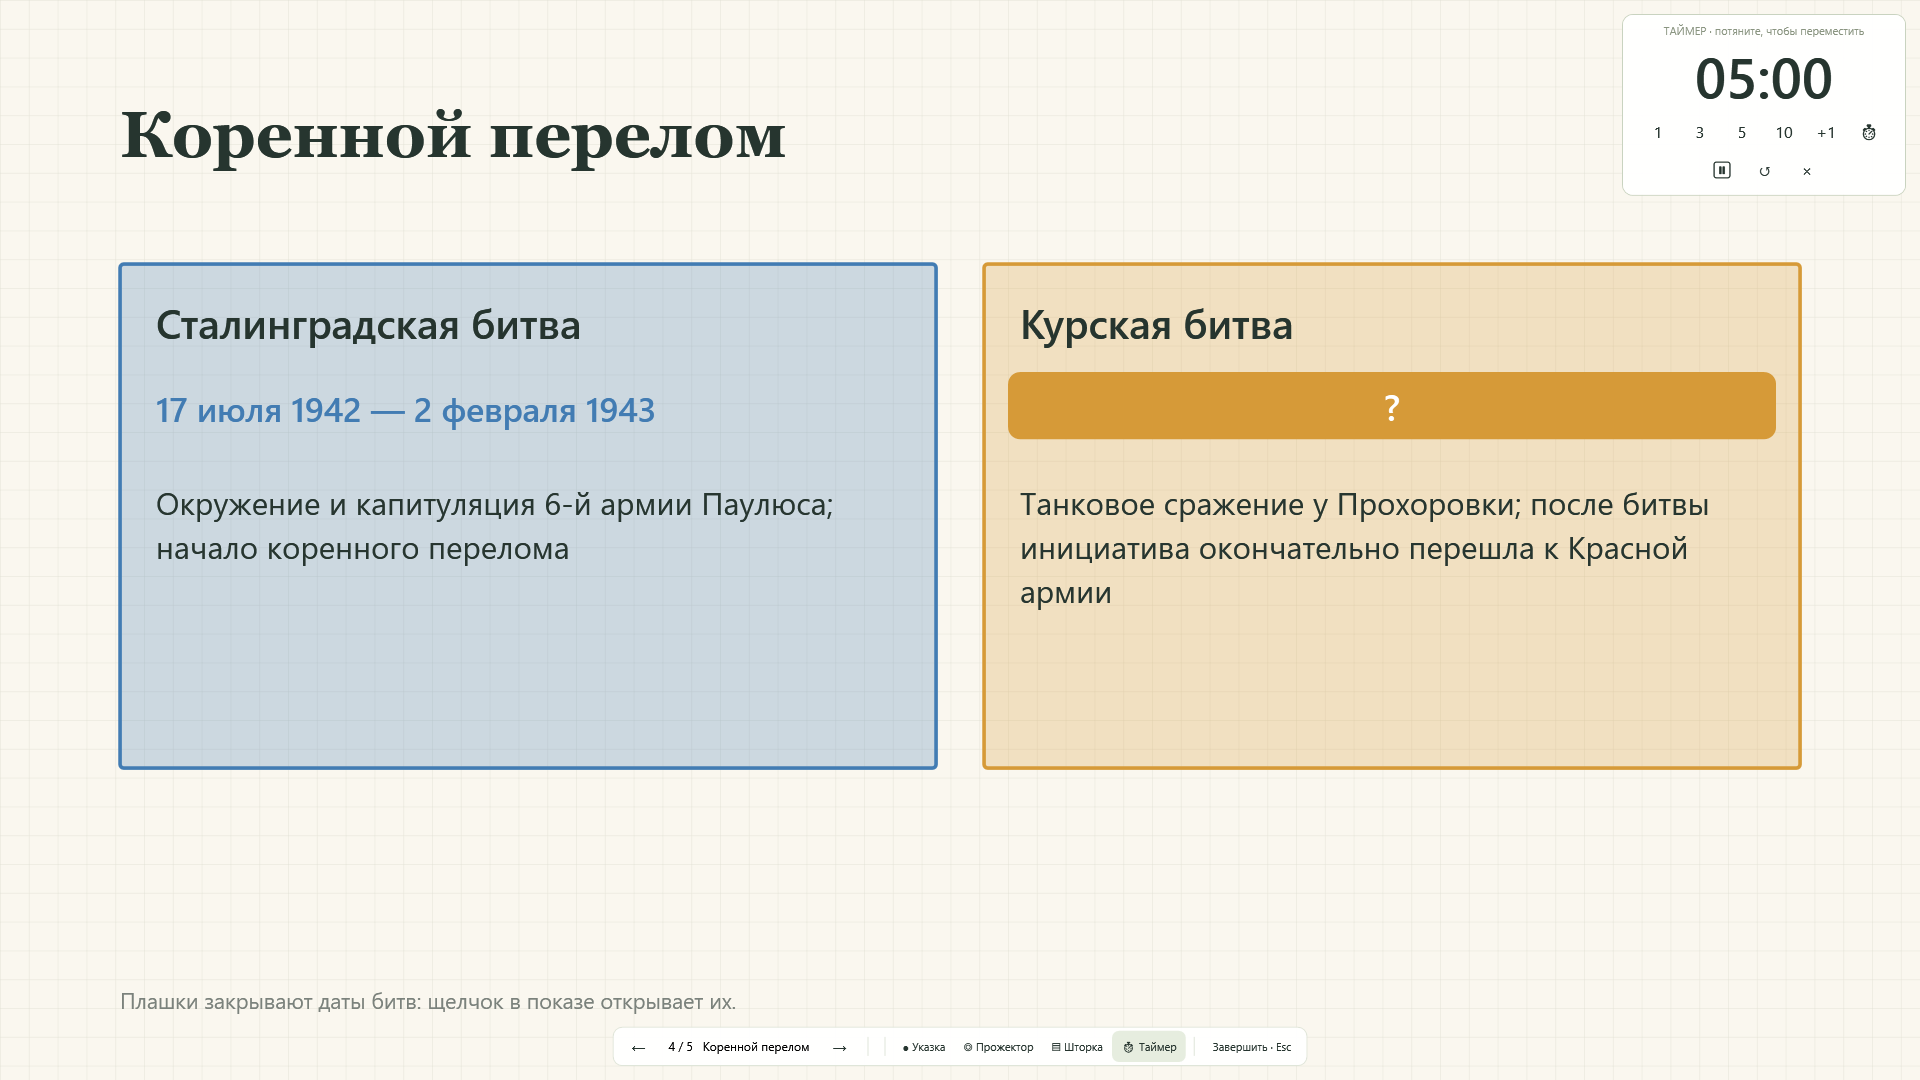 ТАЙМЕР · потяните, чтобы переместить
05:00
1 3 5 10 +1
Коренной перелом
Сталинградская битва
17 июля 1942 — 2 февраля 1943
Окружение и капитуляция 6-й армии Паулюса;
начало коренного перелома
Курская битва
?
Танковое сражение у Прохоровки; после битвы
инициатива окончательно перешла к Красной
армии
Плашки закрывают даты битв: щелчок в показе открывает их.
← 4 / 5 Коренной перелом → Указка Прожектор Шторка Таймер Завершить · Esc